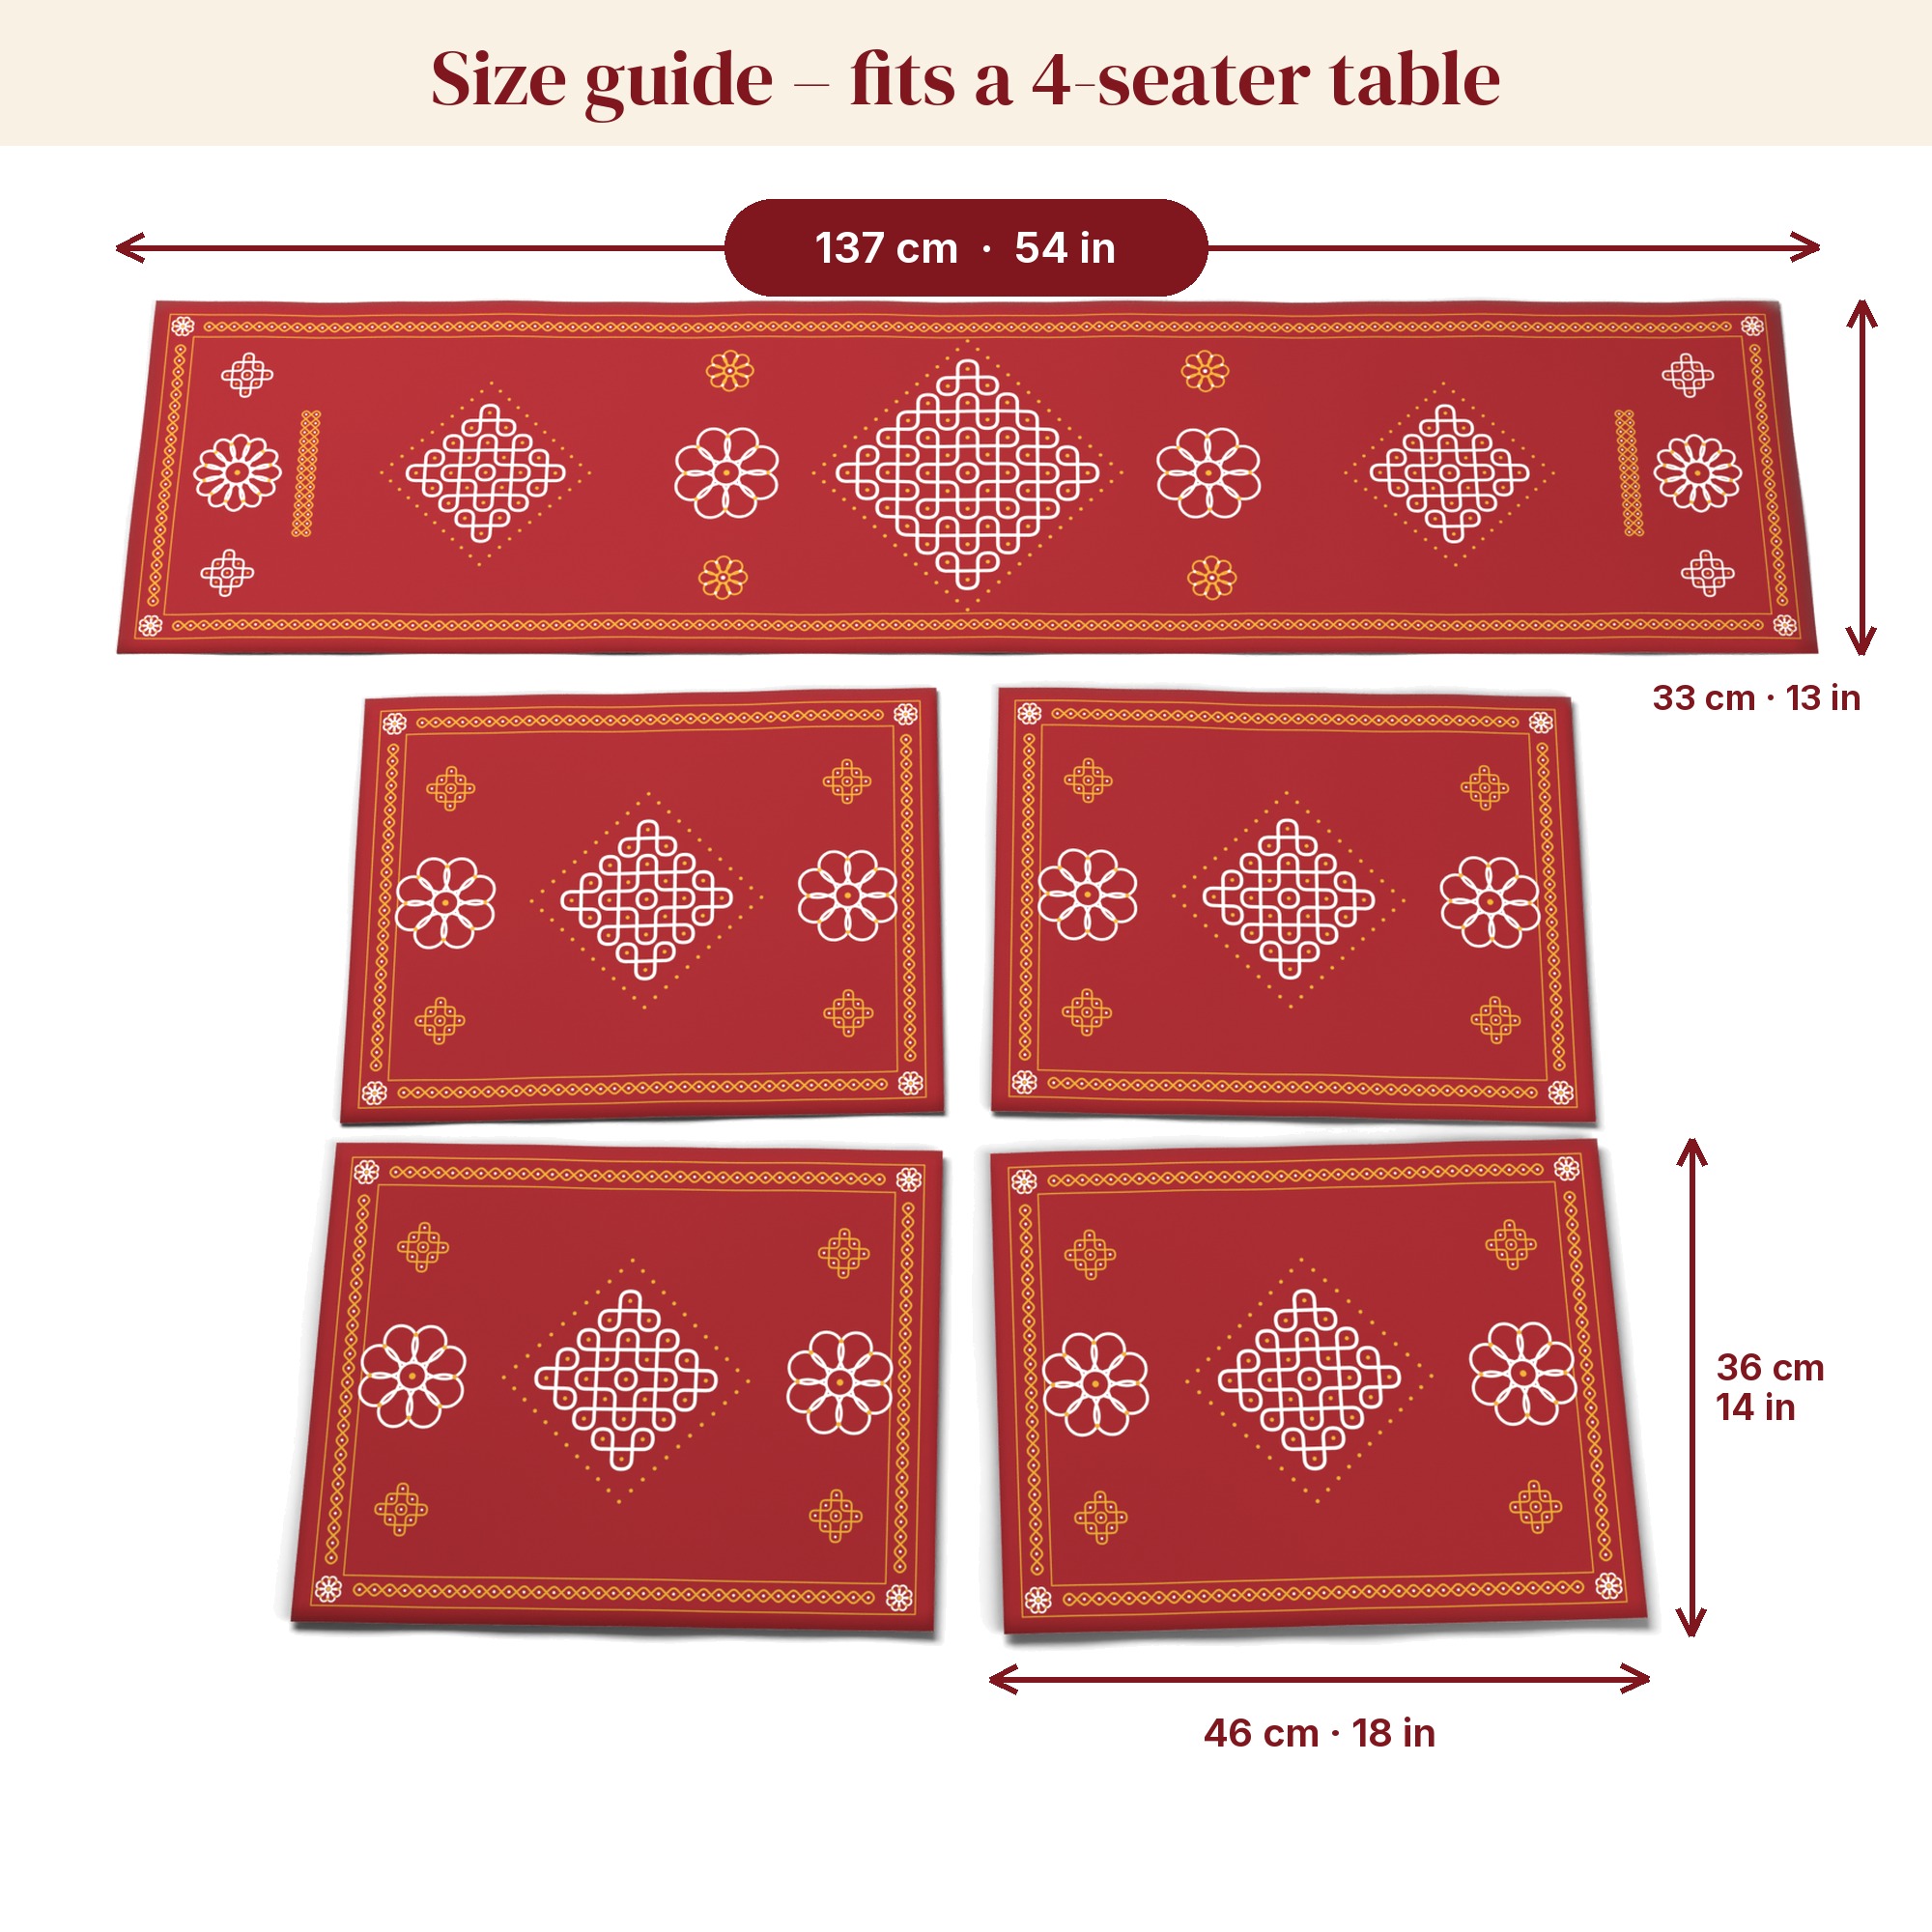 Size guide – fits a 4-seater table
137 cm · 54 in
33 cm · 13 in
36 cm
14 in
46 cm · 18 in